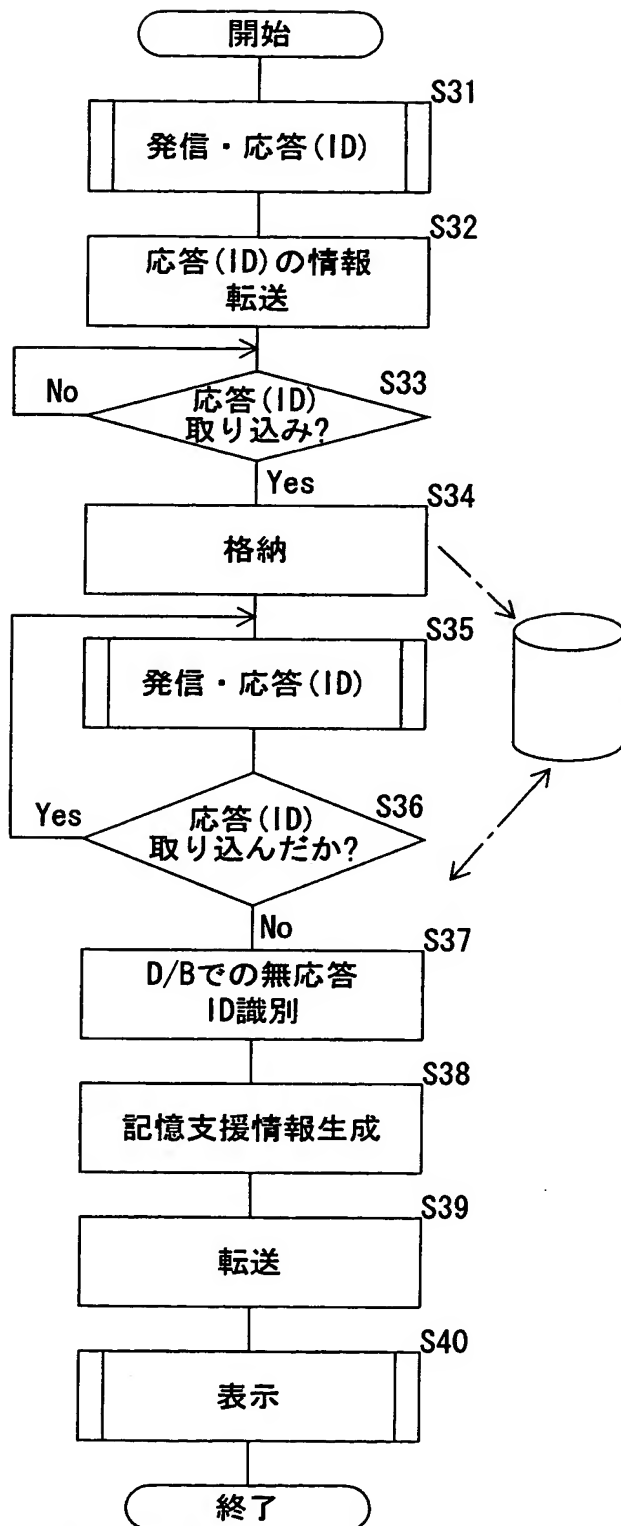 開始
S31
発信・応答(ID)
S32
応答(ID)の情報
転送
No
S33
応答(ID)
取り込み?
Yes
S34
格納
S35
発信・応答(ID)
Yes
S36
応答(ID)
取り込んだか?
No
S37
D/Bでの無応答
ID識別
S38
記憶支援情報生成
S39
転送
S40
表示
終了